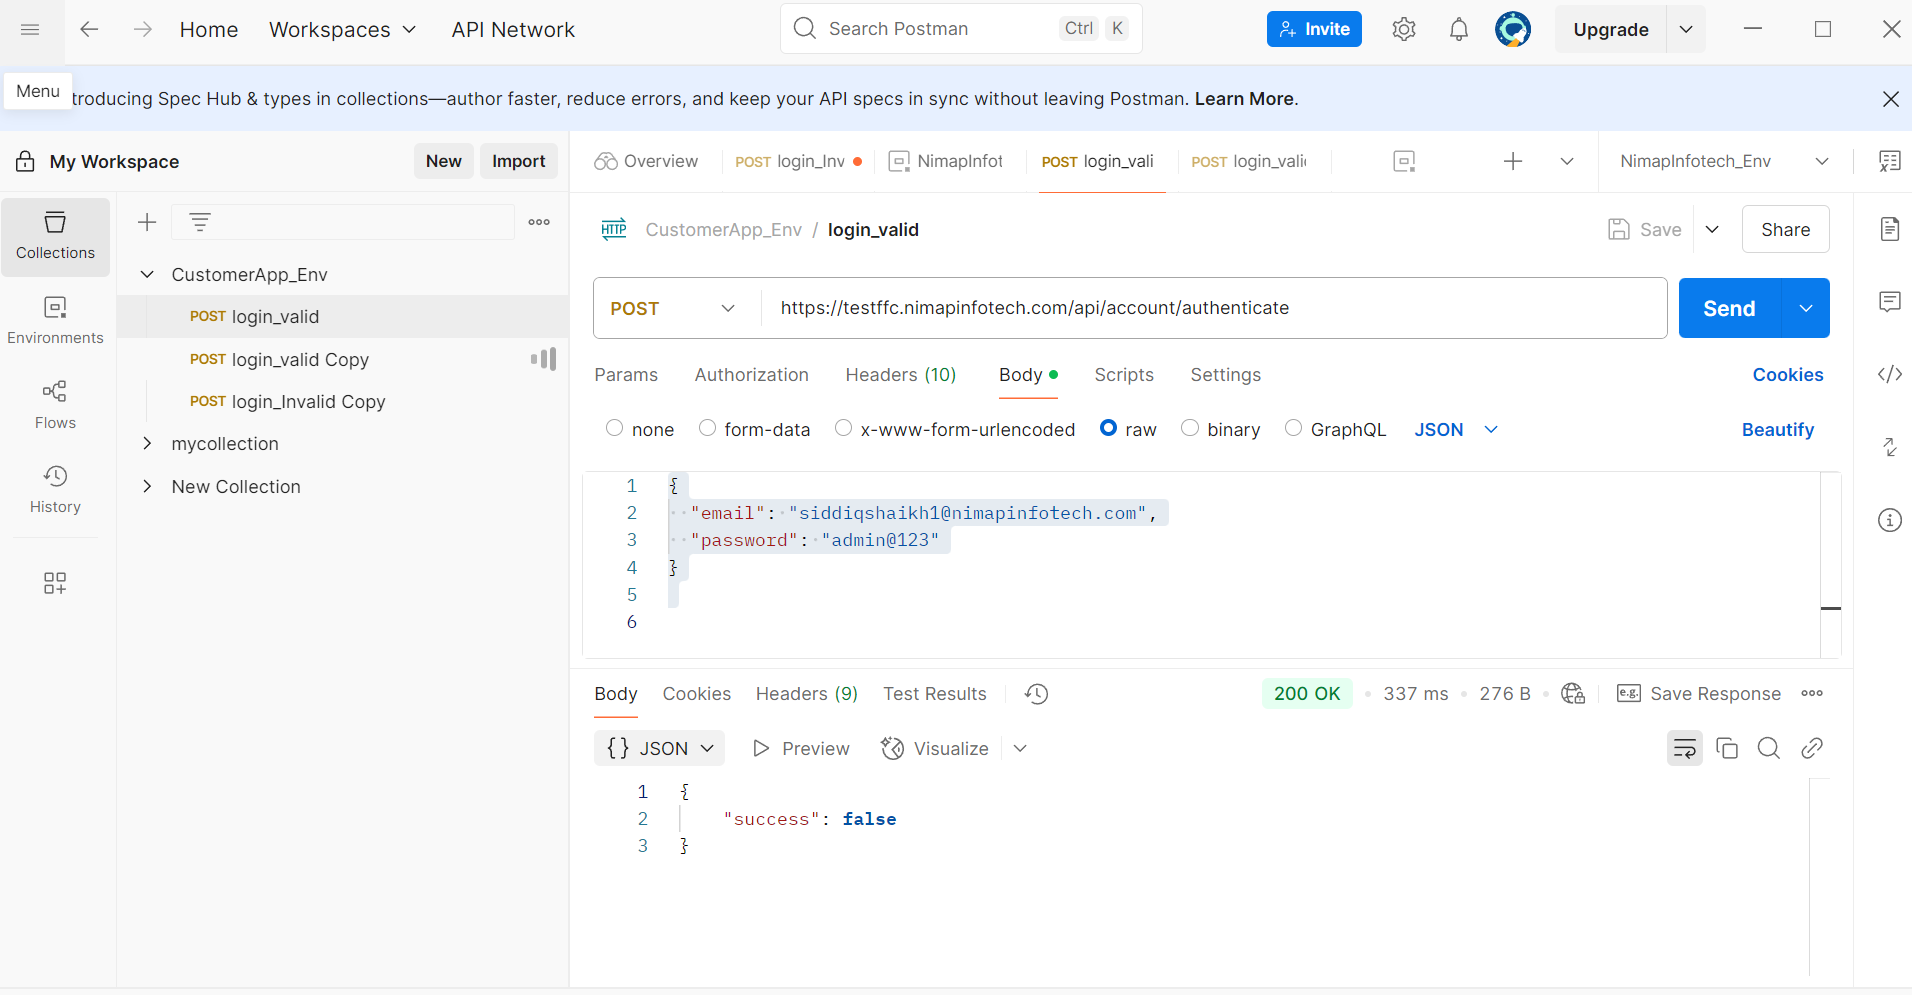 Home Workspaces API Network Search Postman Ctrl K Invite Upgrade
Menu troducing Spec Hub & types in collections—author faster, reduce errors, and keep your API specs in sync without leaving Postman. Learn More.
My Workspace New Import
Overview POST login_Inv NimapInfot POST login_vali POST login_vali NimapInfotech_Env
Collections
Environments
Flows
History
CustomerApp_Env
POST login_valid
POST login_valid Copy
POST login_Invalid Copy
mycollection
New Collection
HTTP CustomerApp_Env / login_valid Save Share
POST https://testffc.nimapinfotech.com/api/account/authenticate Send
Params Authorization Headers (10) Body Scripts Settings Cookies
none form-data x-www-form-urlencoded raw binary GraphQL JSON Beautify
1 {
2 "email": "siddiqshaikh1@nimapinfotech.com",
3 "password": "admin@123"
4 }
5
6
Body Cookies Headers (9) Test Results 200 OK 337 ms 276 B e.g. Save Response
{} JSON Preview Visualize
1 {
2 "success": false
3 }